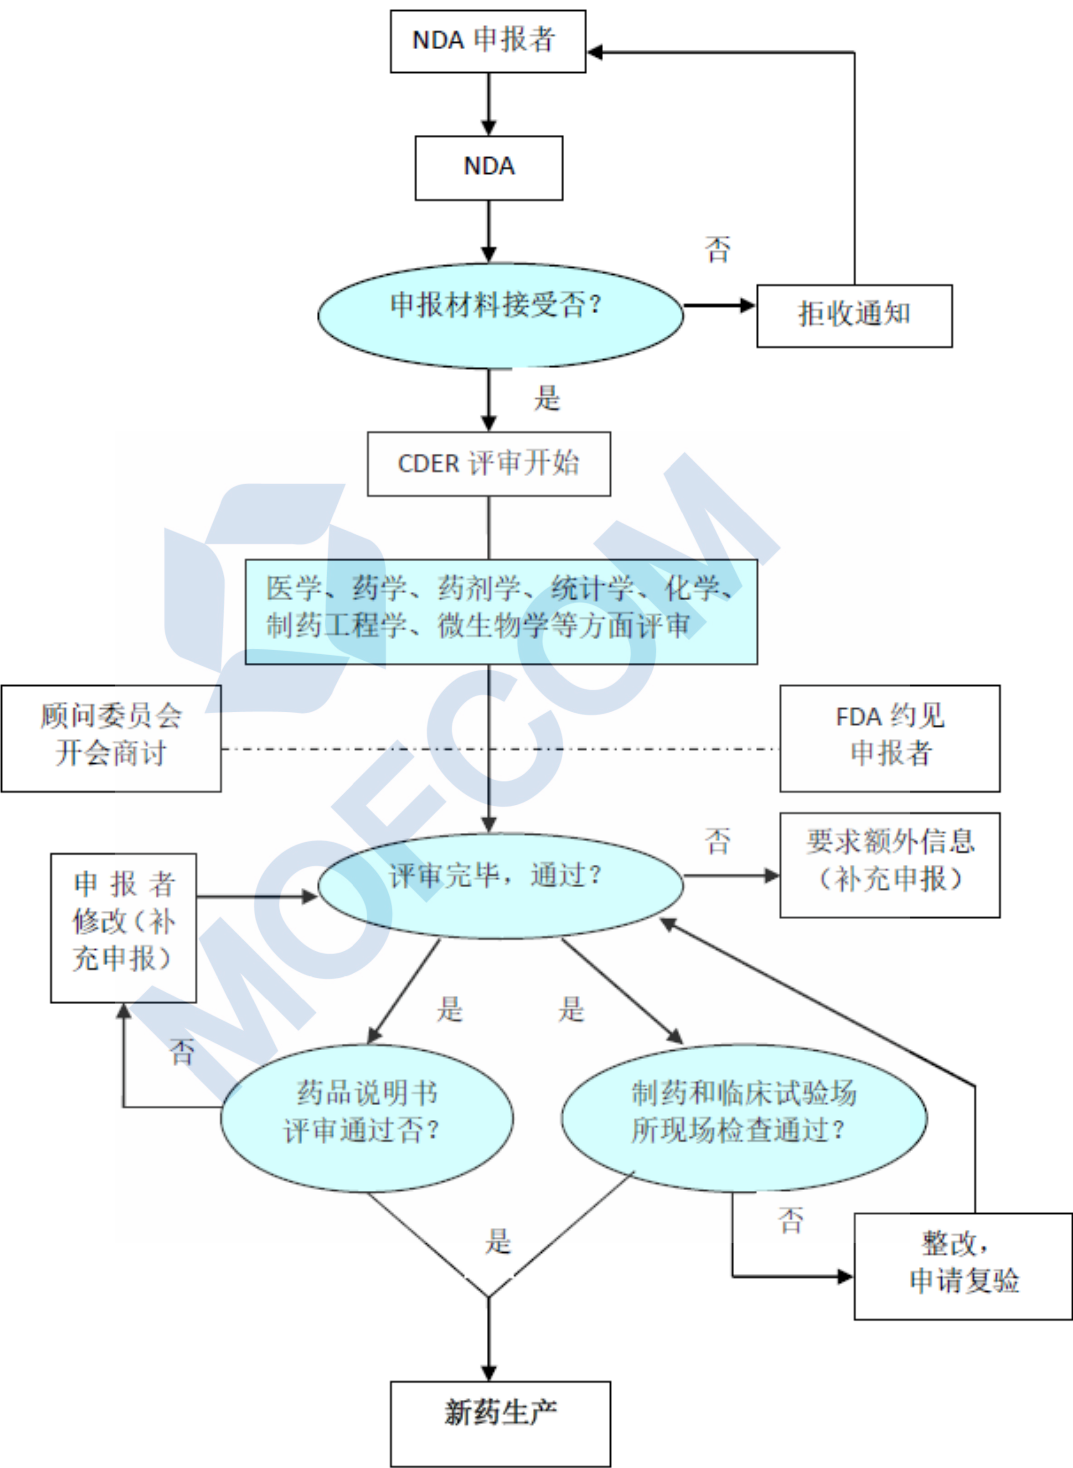 NDA 申报者
NDA
否
申报材料接受否？
拒收通知
是
CDER 评审开始
医学、药学、药剂学、统计学、化学、
制药工程学、微生物学等方面评审
顾问委员会
开会商讨
FDA 约见
申报者
否
要求额外信息
（补充申报）
评审完毕，通过？
申报者
修改（补
充申报）
是
是
否
药品说明书
评审通过否？
制药和临床试验场
所现场检查通过？
否
是
整改，
申请复验
新药生产
MOFCOM